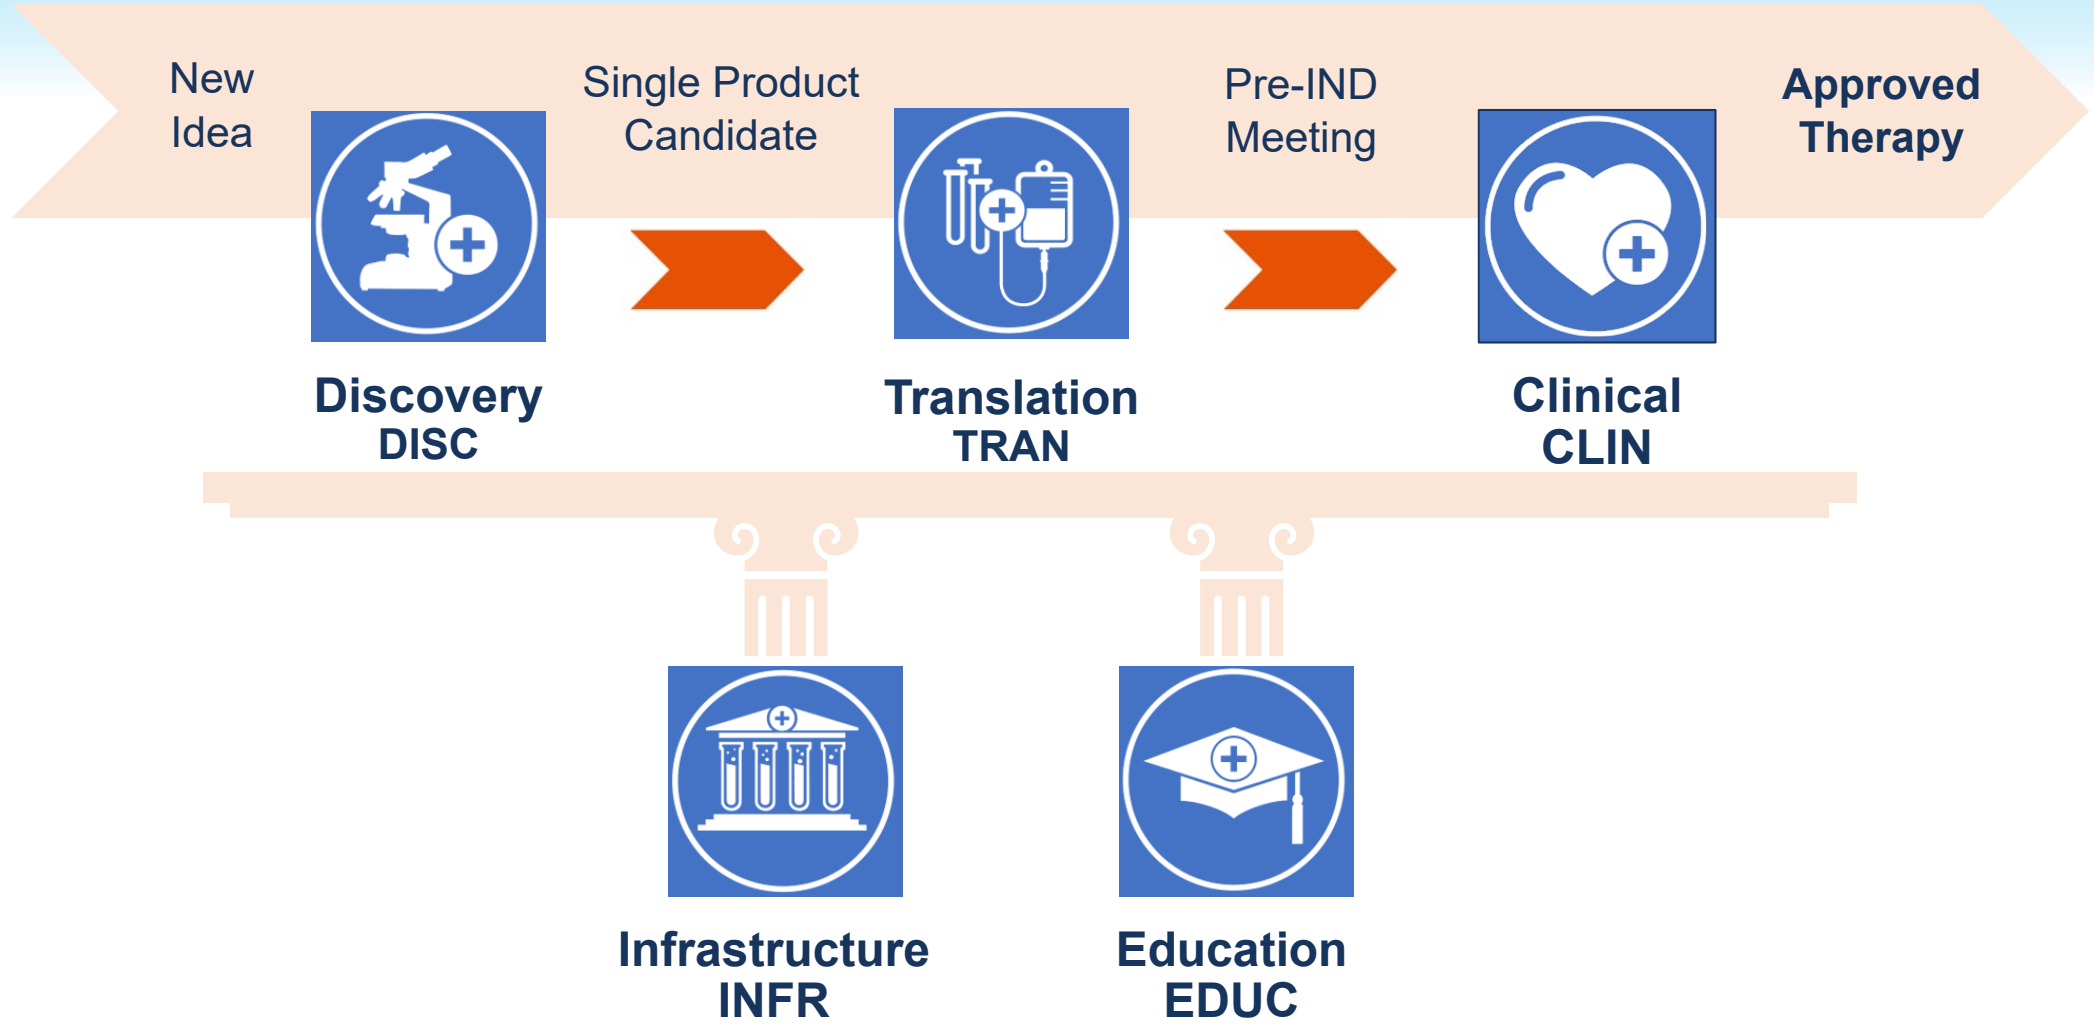 New
Idea
Single Product
Candidate
Pre-IND
Meeting
Approved
Therapy
Discovery
DISC
Translation
TRAN
Clinical
CLIN
Infrastructure
INFR
Education
EDUC